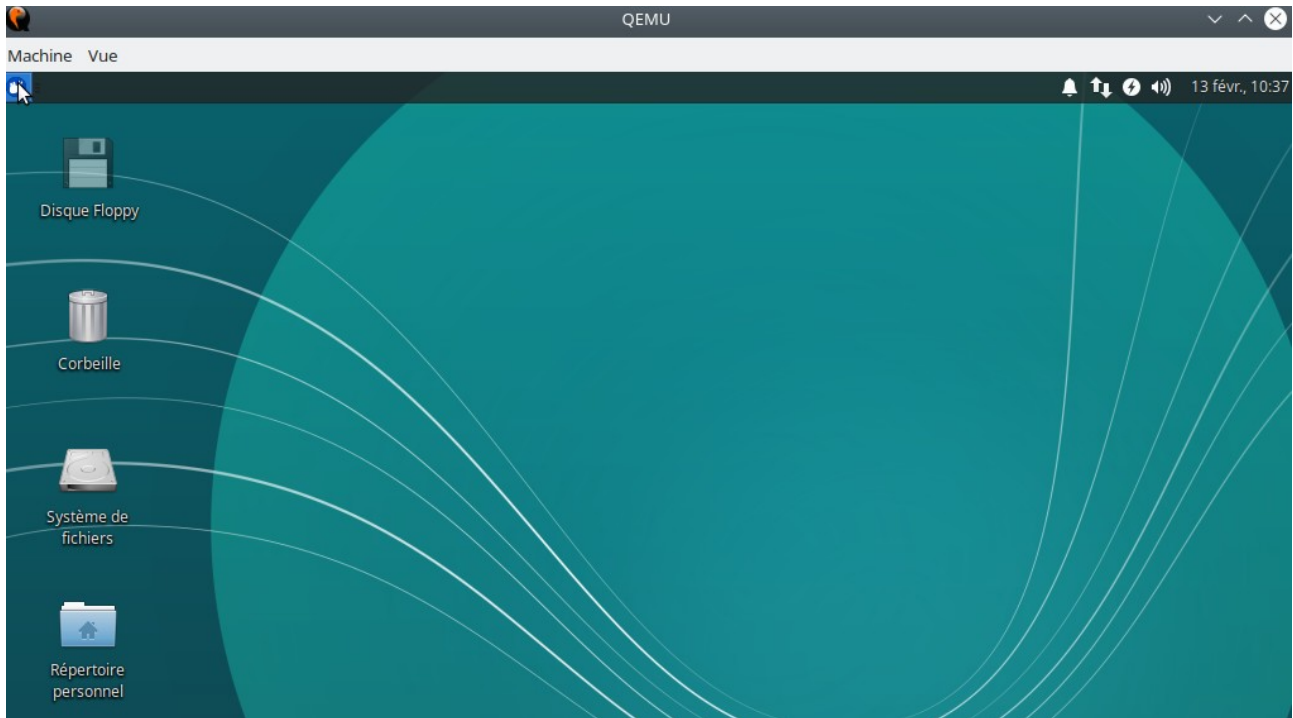 QEMU
Machine Vue
13 févr., 10:37
Disque Floppy
Corbeille
Système de
fichiers
Répertoire
personnel